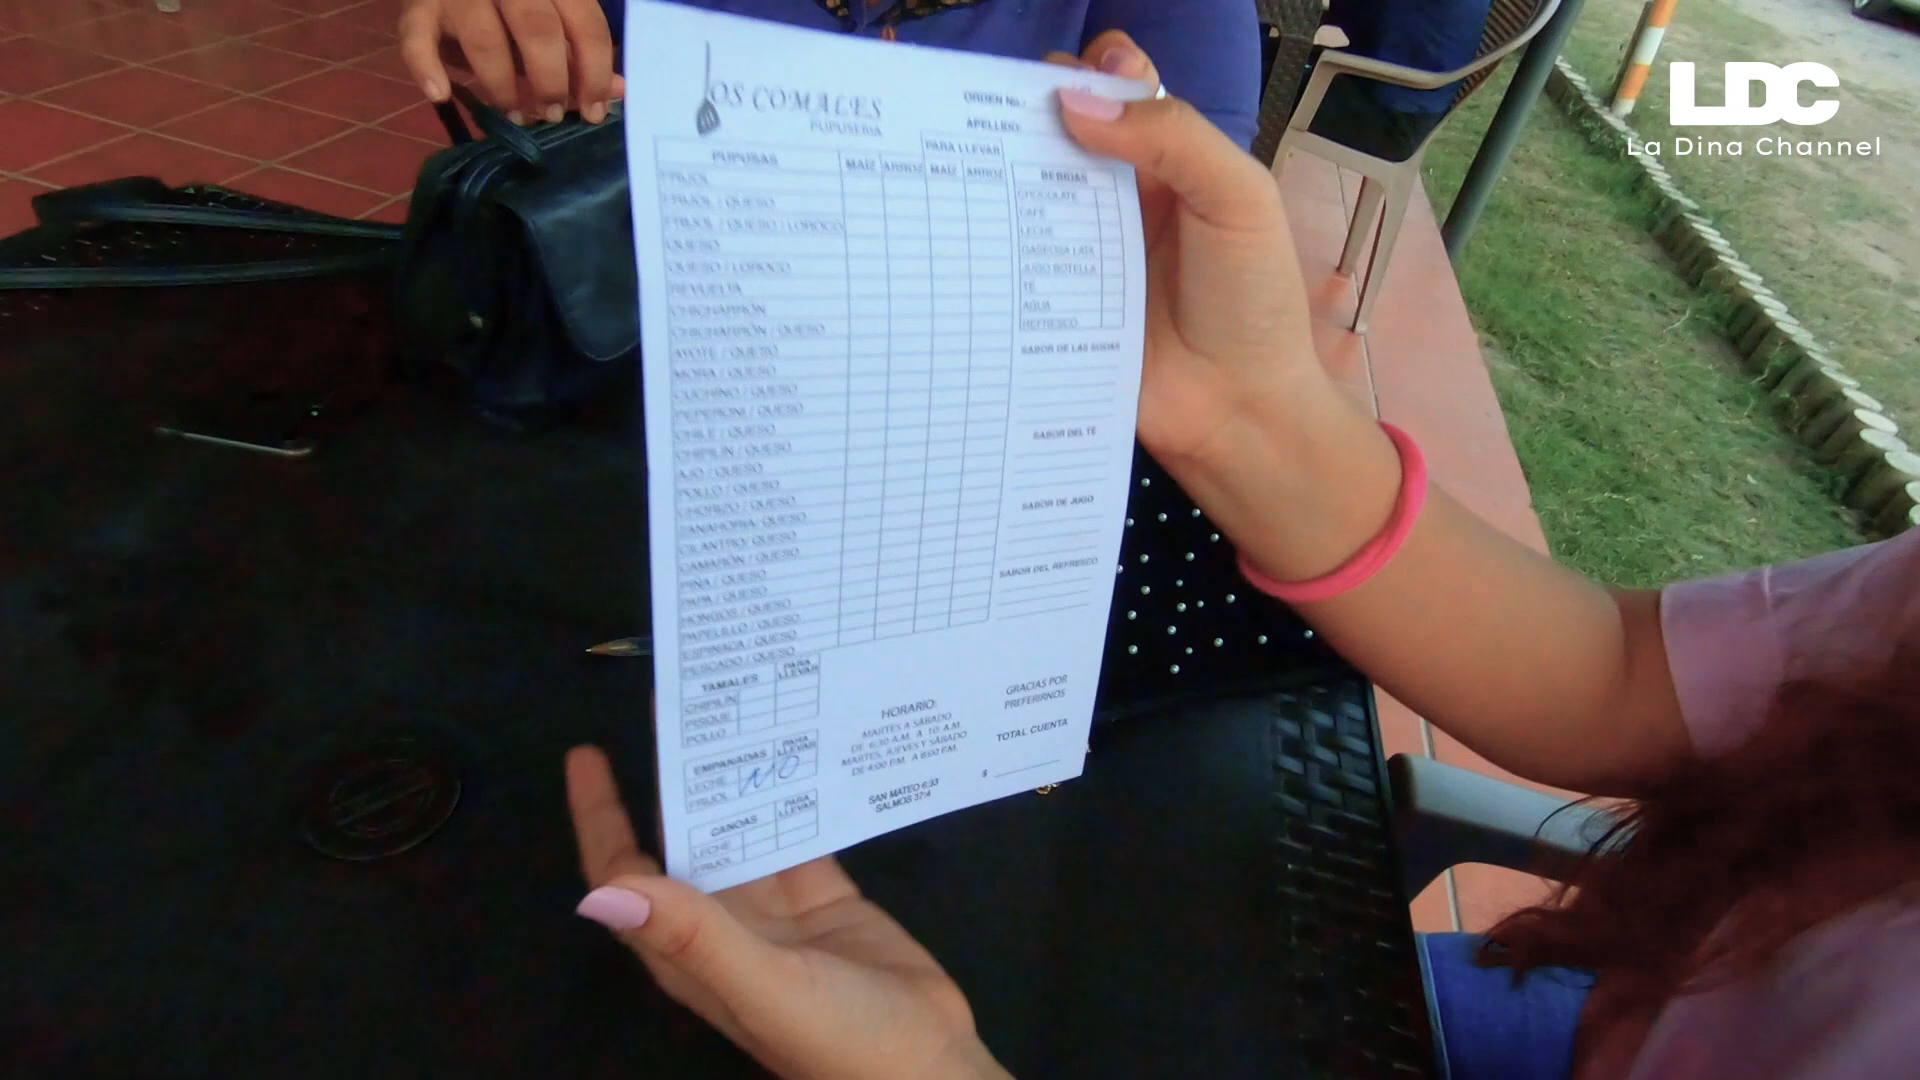 LDC
La Dina Channel
LOS COMALES
PUPUSERIA
ORDEN No.:
APELLIDO:
PARA LLEVAR
PUPUSAS MAÍZ ARROZ MAÍZ ARROZ
FRIJOL
FRIJOL / QUESO
FRIJOL / QUESO / LOROCO
QUESO
QUESO / LOROCO
REVUELTA
CHICHARRÓN
CHICHARRÓN / QUESO
AYOTE / QUESO
MORA / QUESO
CUCHINO / QUESO
PEPERONI / QUESO
CHILE / QUESO
CHIPILÍN / QUESO
AJO / QUESO
POLLO / QUESO
CHORIZO / QUESO
ZANAHORIA/ QUESO
CILANTRO/ QUESO
CAMARÓN / QUESO
PIÑA / QUESO
PAPA / QUESO
HONGOS / QUESO
PAPELILLO / QUESO
ESPINACA / QUESO
PESCADO / QUESO
BEBIDAS
CHOCOLATE
CAFÉ
LECHE
GASEOSA LATA
JUGO BOTELLA
TÉ
AGUA
REFRESCO
SABOR DE LAS SODAS
SABOR DEL TÉ
SABOR DE JUGO
SABOR DEL REFRESCO
TAMALES PARA LLEVAR
CHIPILÍN
PISQUE
POLLO
EMPANADAS PARA LLEVAR
LECHE NO
FRIJOL
CANOAS PARA LLEVAR
LECHE
FRIJOL
HORARIO:
MARTES A SÁBADO
DE 6:30 A.M. A 10 A.M.
MARTES, JUEVES Y SÁBADO
DE 4:00 P.M. A 8:00 P.M.
SAN MATEO 6:33
SALMOS 37:4
GRACIAS POR
PREFERIRNOS
TOTAL CUENTA
$